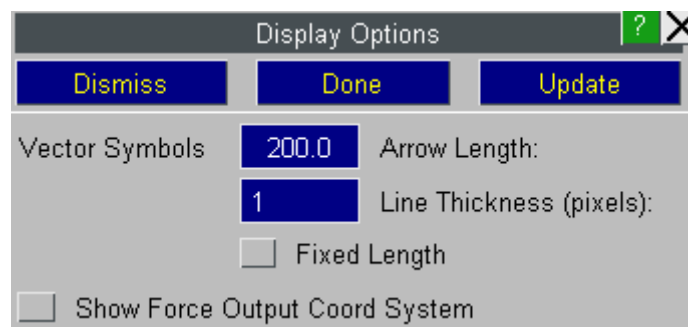 Display Options ? X
Dismiss Done Update
Vector Symbols 200.0 Arrow Length:
1 Line Thickness (pixels):
Fixed Length
Show Force Output Coord System